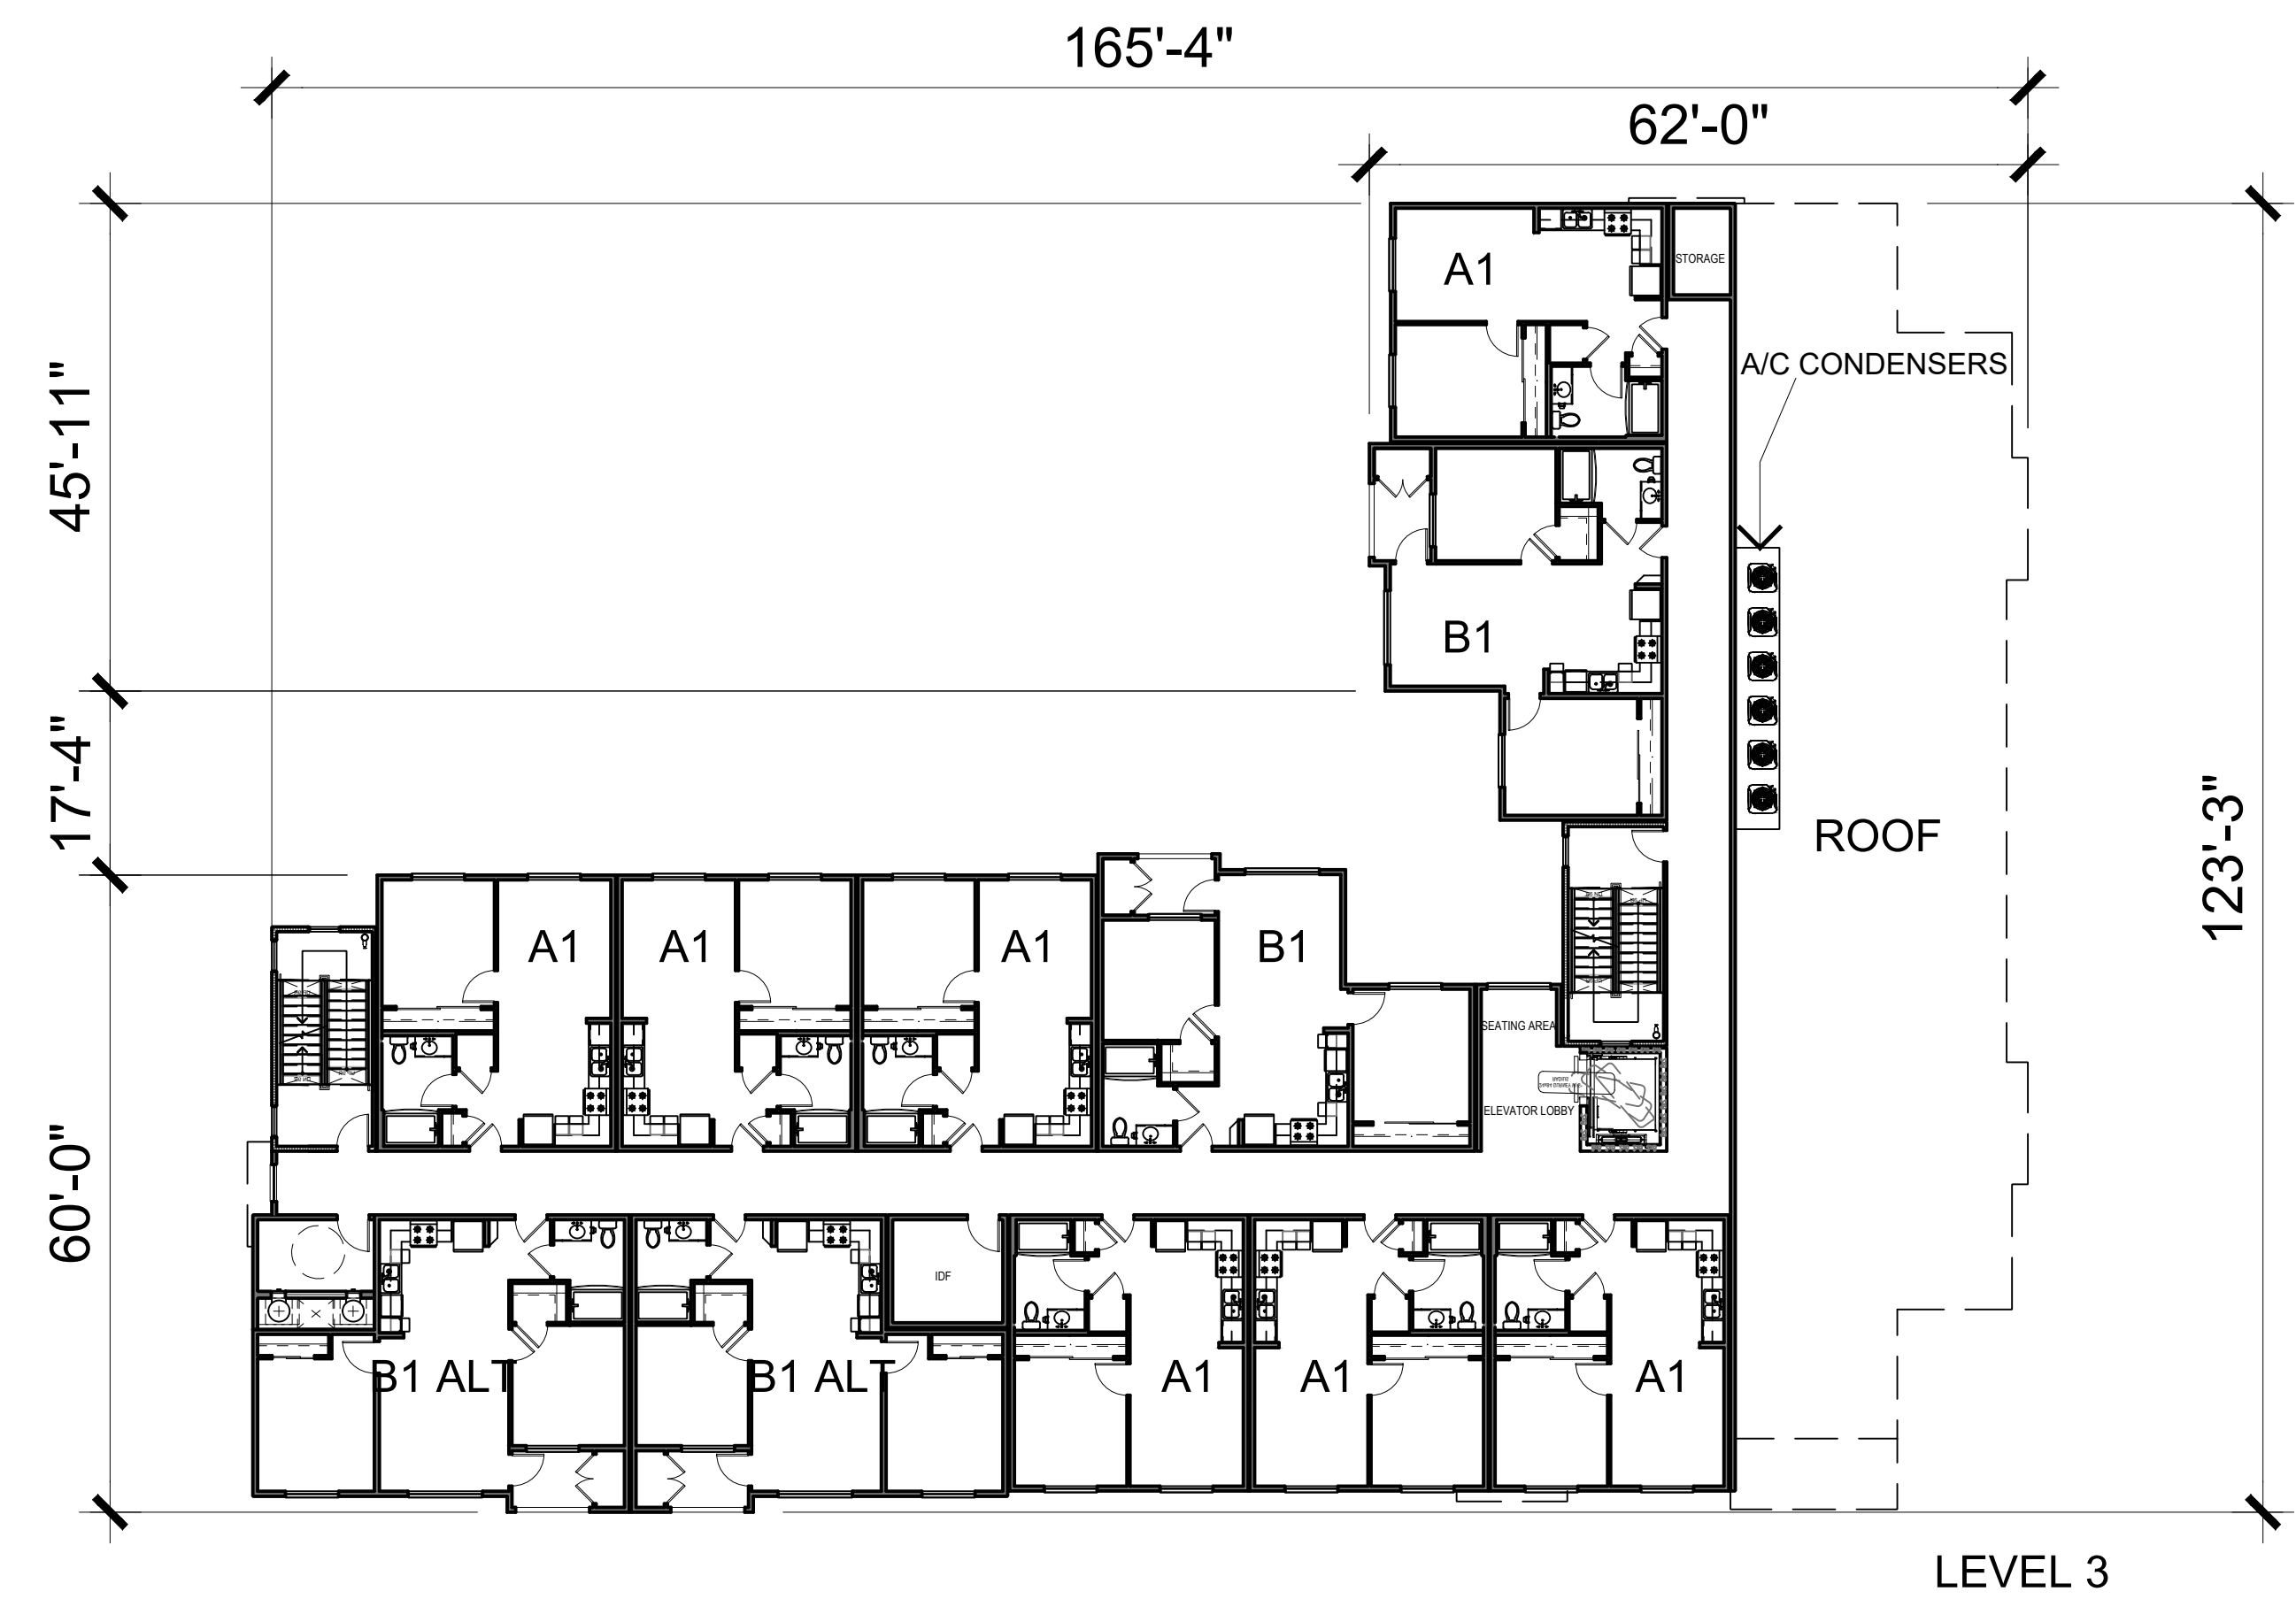 165'-4"
62'-0"
A1
STORAGE
A/C CONDENSERS
45'-11"
B1
17'-4"
ROOF
123'-3"
A1
A1
A1
B1
SEATING AREA
ELEVATOR LOBBY
60'-0"
IDF
B1 ALT
B1 ALT
A1
A1
A1
LEVEL 3